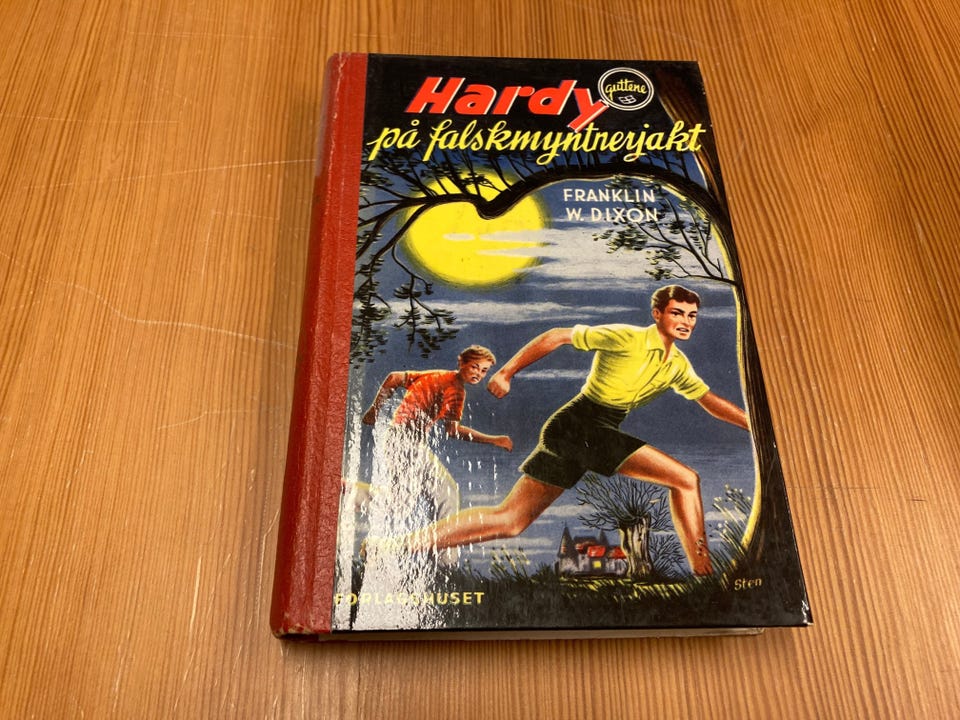 Hardy guttene
på falskmyntnerjakt
FRANKLIN
W. DIXON
Sten
FORLAGSHUSET